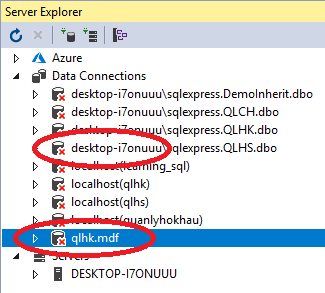 Server Explorer
Azure
Data Connections
desktop-i7onuuu\sqlexpress.DemoInherit.dbo
desktop-i7onuuu\sqlexpress.QLCH.dbo
desktop-i7onuuu\sqlexpress.QLHK.dbo
desktop-i7onuuu\sqlexpress.QLHS.dbo
localhost(learning_sql)
localhost(qlhk)
localhost(qlhs)
localhost(quanlyhokhau)
qlhk.mdf
Servers
DESKTOP-I7ONUUU